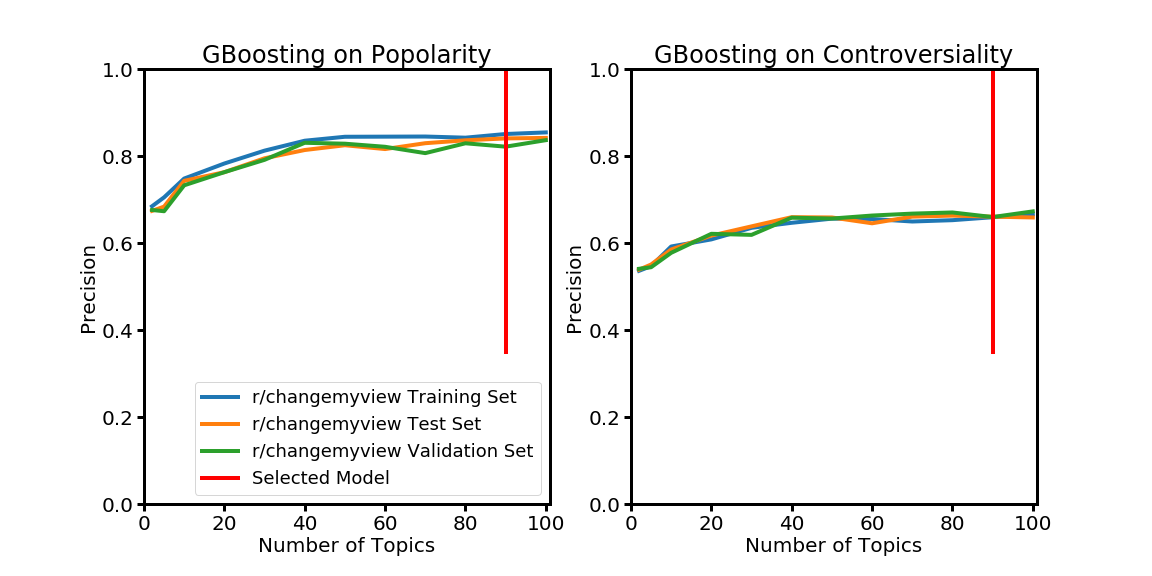 GBoosting on Popolarity
1.0
0.8
0.6
0.4
0.2
0.0
Precision
r/changemyview Training Set
r/changemyview Test Set
r/changemyview Validation Set
Selected Model
0 20 40 60 80 100
Number of Topics
GBoosting on Controversiality
1.0
0.8
0.6
0.4
0.2
0.0
Precision
0 20 40 60 80 100
Number of Topics